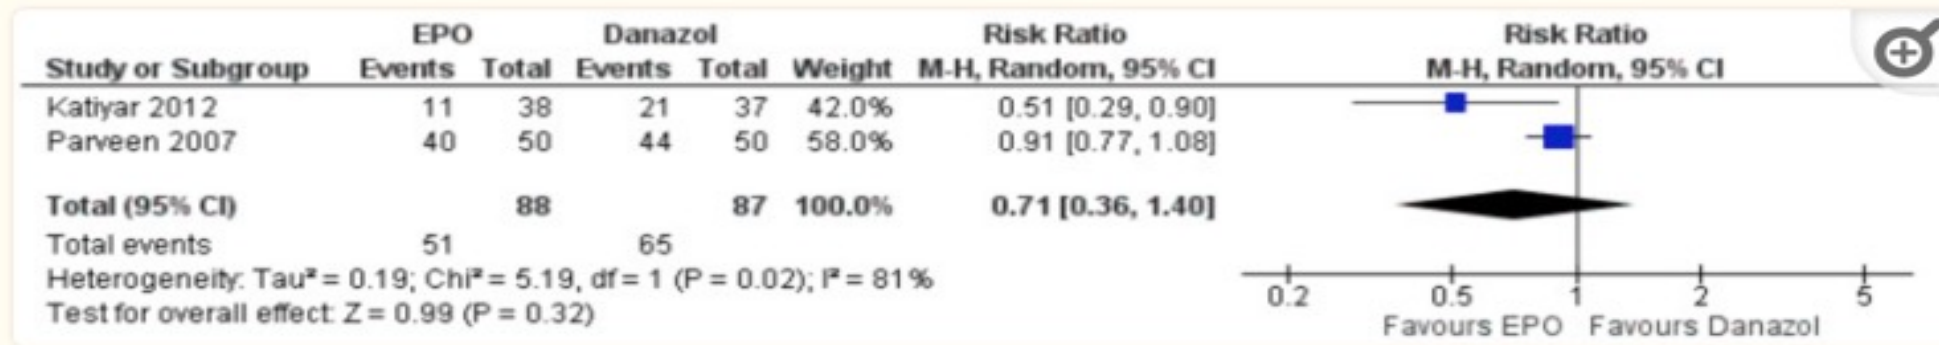 EPO Danazol Risk Ratio Risk Ratio
Study or Subgroup Events Total Events Total Weight M-H, Random, 95% CI M-H, Random, 95% CI
Katiyar 2012 11 38 21 37 42.0% 0.51 [0.29, 0.90]
Parveen 2007 40 50 44 50 58.0% 0.91 [0.77, 1.08]
Total (95% CI) 88 87 100.0% 0.71 [0.36, 1.40]
Total events 51 65
Heterogeneity: Tau² = 0.19; Chi² = 5.19, df = 1 (P = 0.02); I² = 81%
Test for overall effect: Z = 0.99 (P = 0.32)
0.2 0.5 1 2 5
Favours EPO Favours Danazol